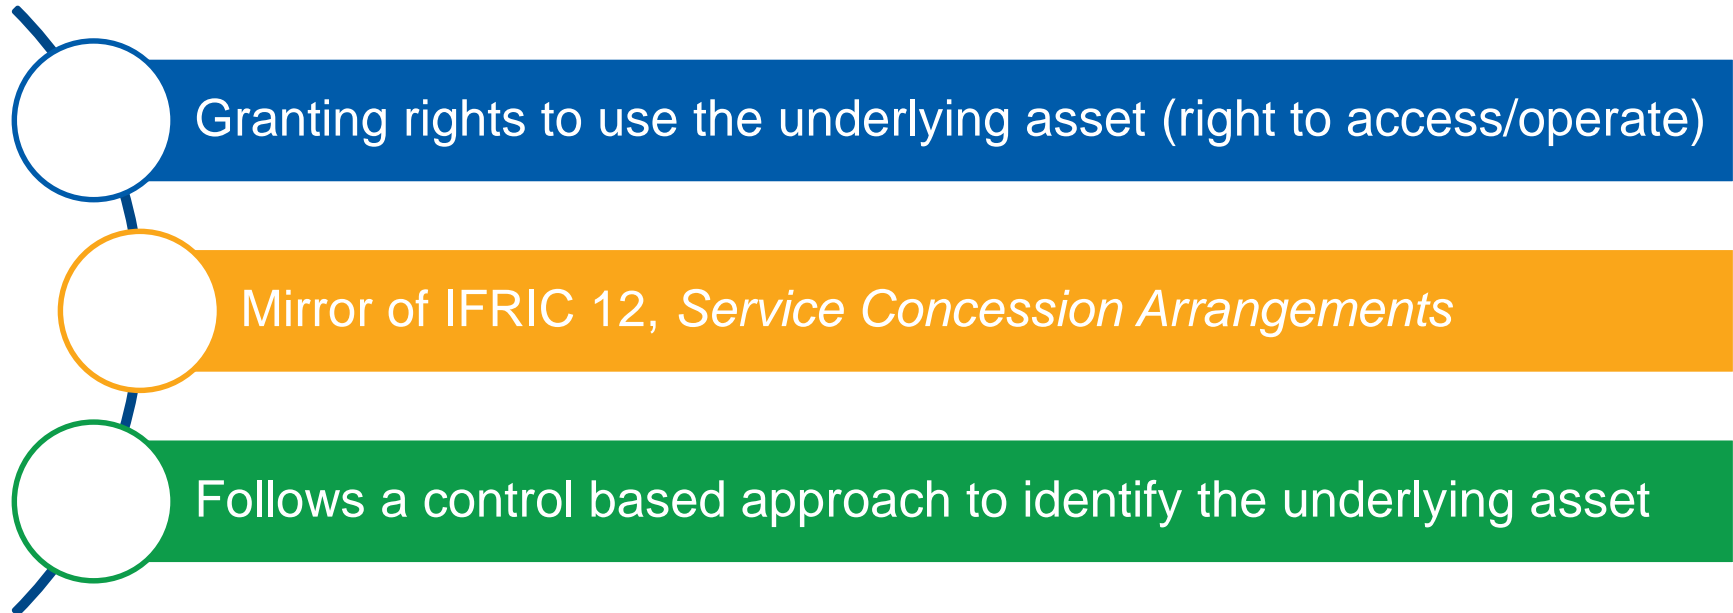 Granting rights to use the underlying asset (right to access/operate)
Mirror of IFRIC 12, Service Concession Arrangements
Follows a control based approach to identify the underlying asset